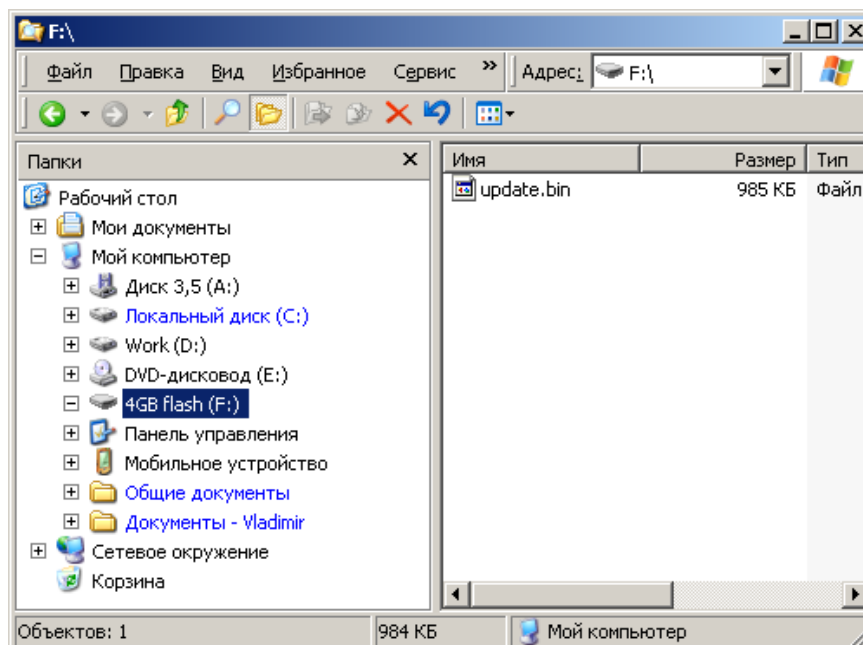 F:\
Файл Правка Вид Избранное Сервис » Адрес: F:\
Папки
Имя Размер Тип
Рабочий стол
update.bin 985 КБ Файл
Мои документы
Мой компьютер
Диск 3,5 (A:)
Локальный диск (C:)
Work (D:)
DVD-дисковод (E:)
4GB flash (F:)
Панель управления
Мобильное устройство
Общие документы
Документы - Vladimir
Сетевое окружение
Корзина
Объектов: 1 984 КБ Мой компьютер